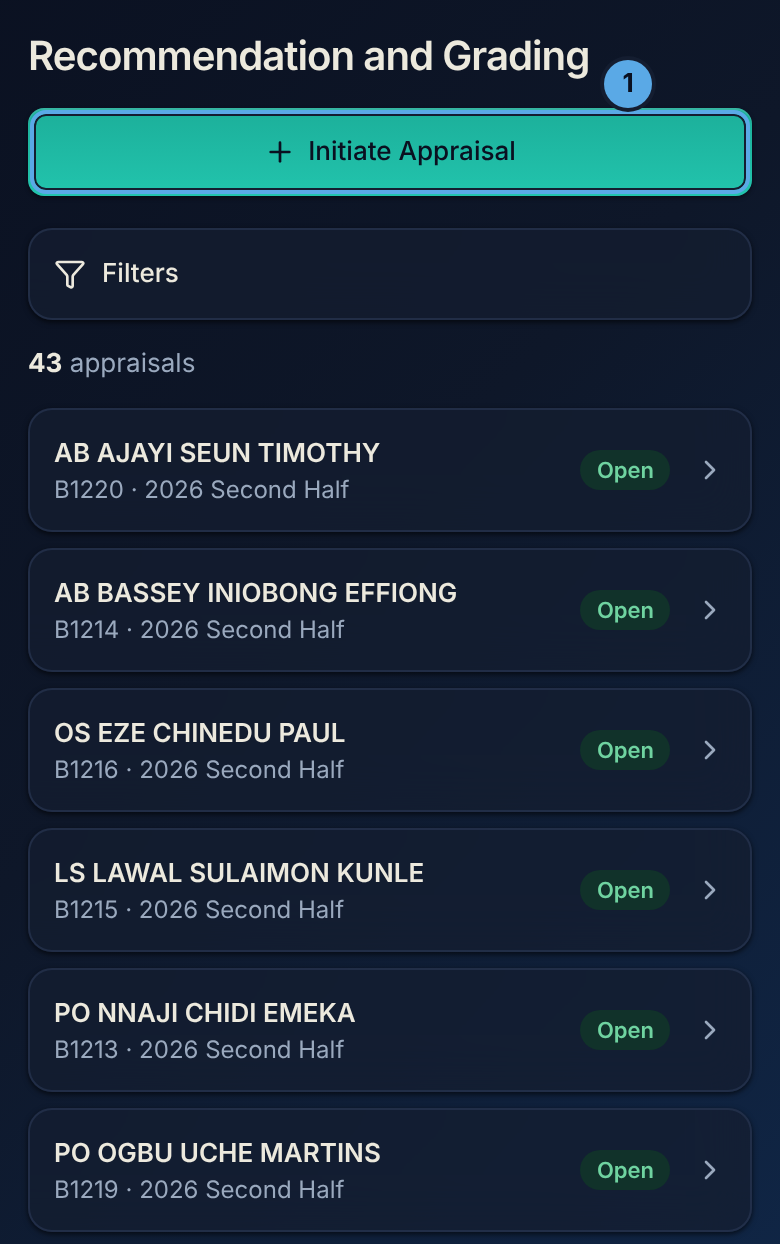 Recommendation and Grading
1
+ Initiate Appraisal
Filters
43 appraisals
AB AJAYI SEUN TIMOTHY
B1220 · 2026 Second Half
Open
AB BASSEY INIOBONG EFFIONG
B1214 · 2026 Second Half
Open
OS EZE CHINEDU PAUL
B1216 · 2026 Second Half
Open
LS LAWAL SULAIMON KUNLE
B1215 · 2026 Second Half
Open
PO NNAJI CHIDI EMEKA
B1213 · 2026 Second Half
Open
PO OGBU UCHE MARTINS
B1219 · 2026 Second Half
Open